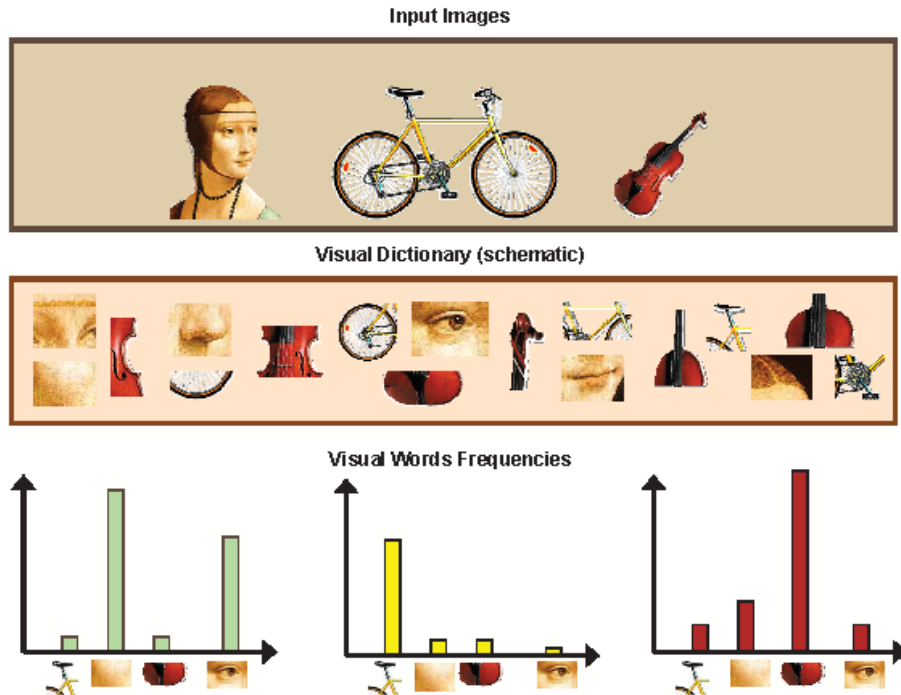 Input Images
Visual Dictionary (schematic)
Visual Words Frequencies